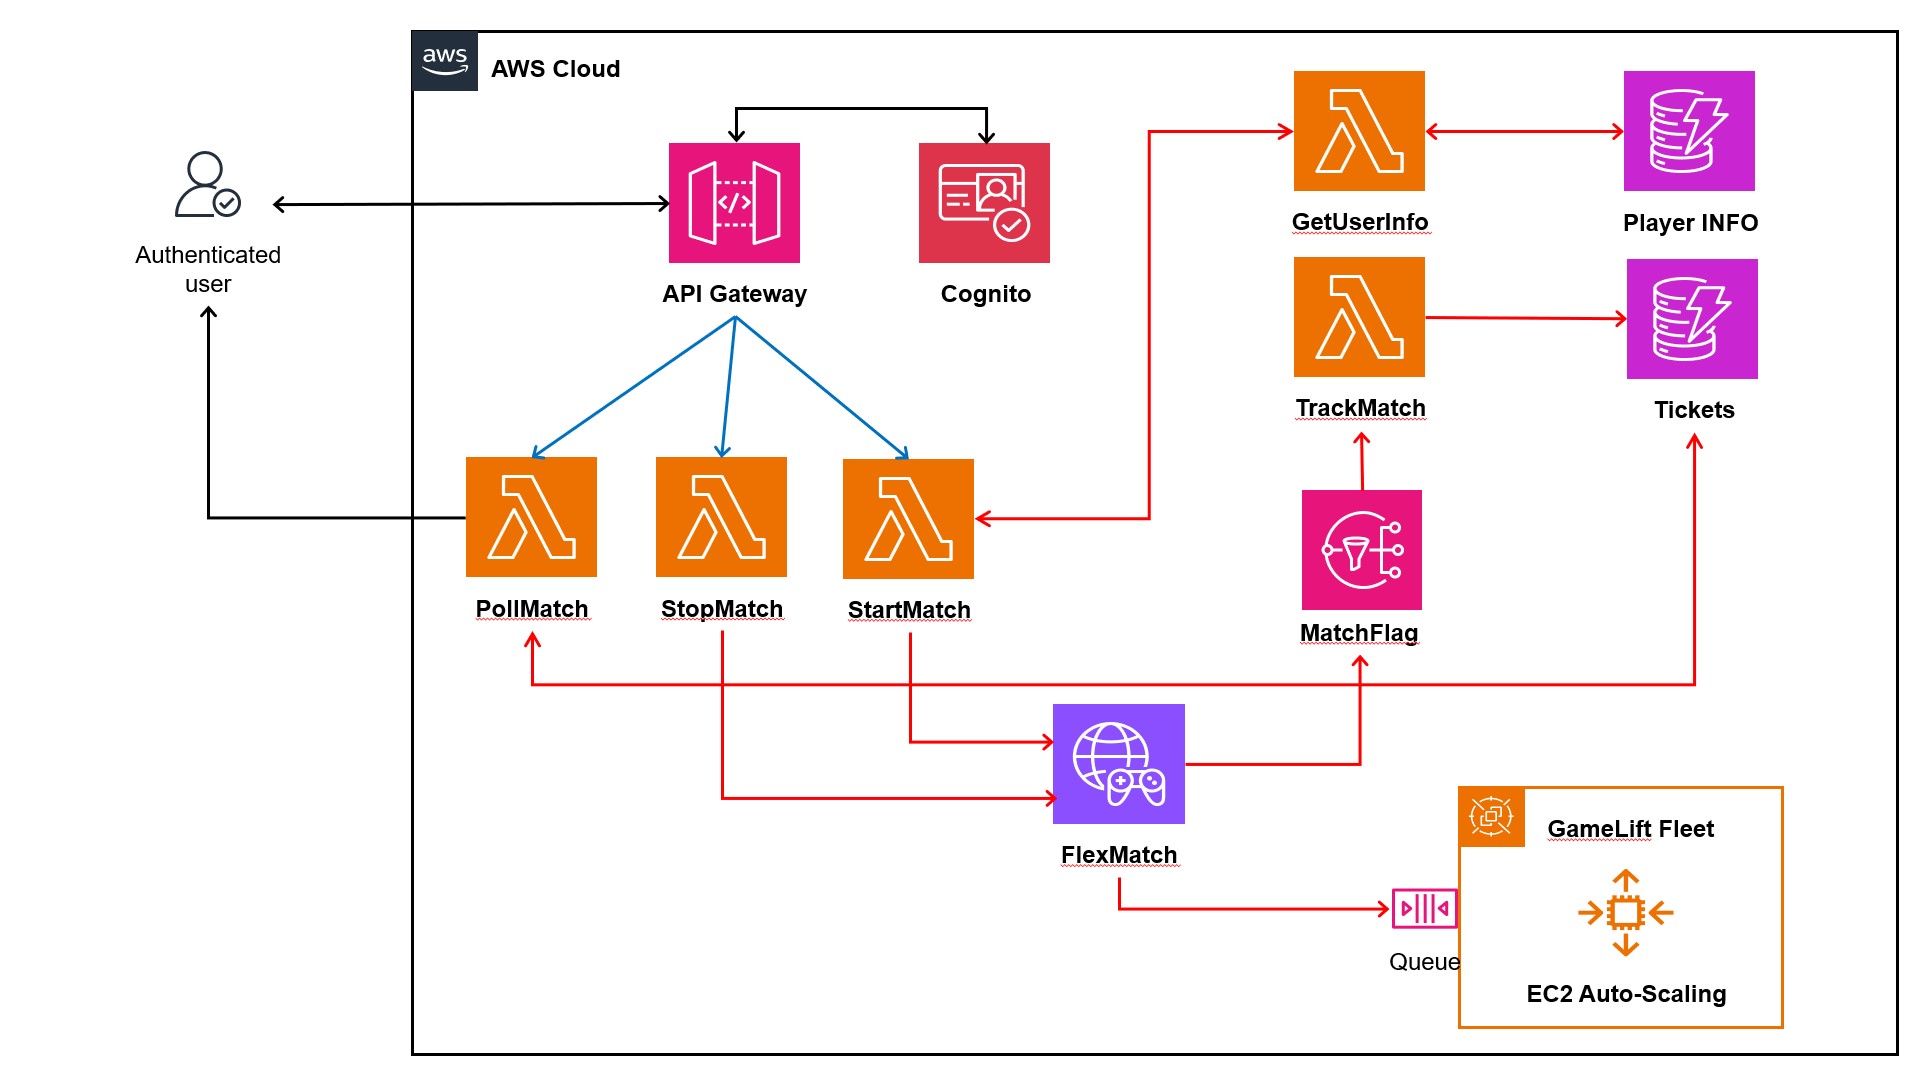 aws
AWS Cloud
Authenticated
user
API Gateway
Cognito
GetUserInfo
Player INFO
TrackMatch
Tickets
PollMatch
StopMatch
StartMatch
MatchFlag
FlexMatch
GameLift Fleet
Queue
EC2 Auto-Scaling